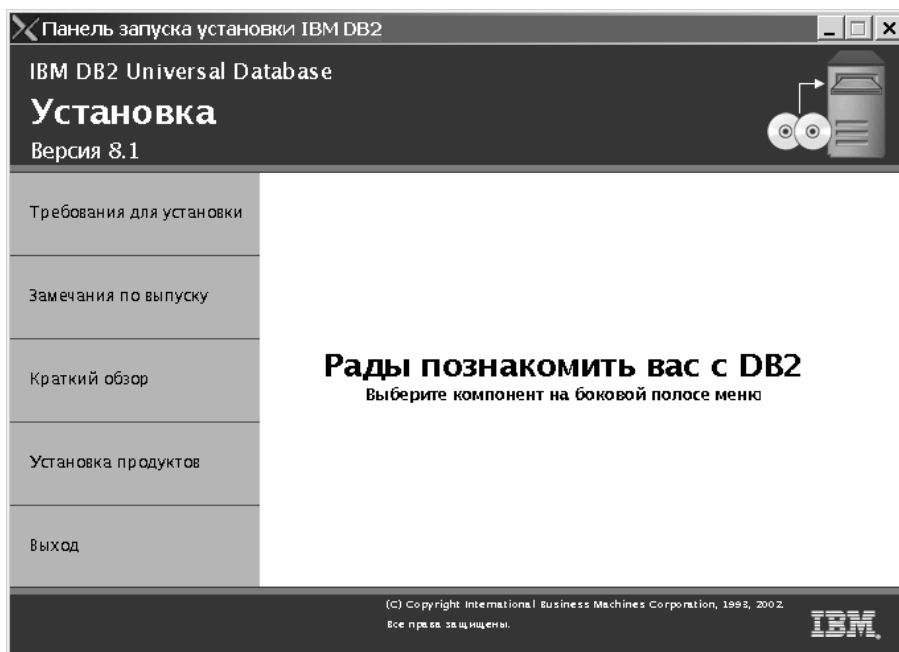 Панель запуска установки IBM DB2
IBM DB2 Universal Database
Установка
Версия 8.1
Требования для установки
Замечания по выпуску
Краткий обзор
Установка продуктов
Выход
Рады познакомить вас с DB2
Выберите компонент на боковой полосе меню
(C) Copyright International Business Machines Corporation, 1993, 2002
Все права защищены.
IBM.